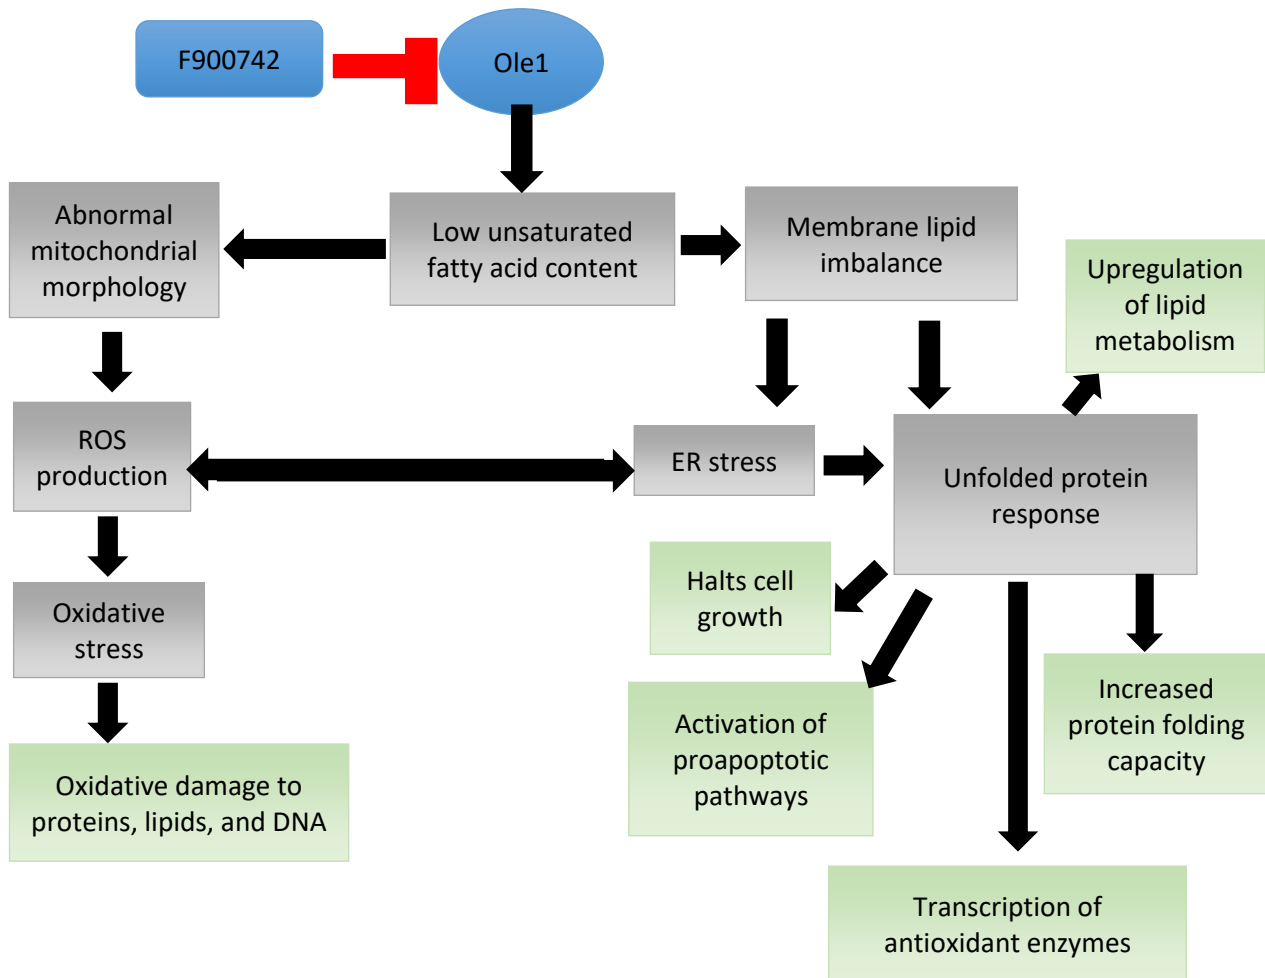 F900742
Ole1
Abnormal
mitochondrial
morphology
Low unsaturated
fatty acid content
Membrane lipid
imbalance
Upregulation
of lipid
metabolism
ROS
production
ER stress
Unfolded protein
response
Halts cell
growth
Oxidative
stress
Activation of
proapoptotic
pathways
Increased
protein folding
capacity
Oxidative damage to
proteins, lipids, and DNA
Transcription of
antioxidant enzymes